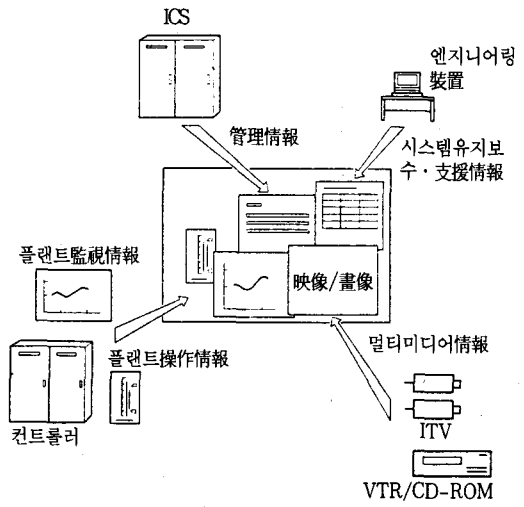 ICS
엔지니어링
裝置
管理情報
시스템유지보
수·支援情報
플랜트監視情報
映像/畫像
플랜트操作情報
멀티미디어情報
컨트롤러
ITV
VTR/CD-ROM